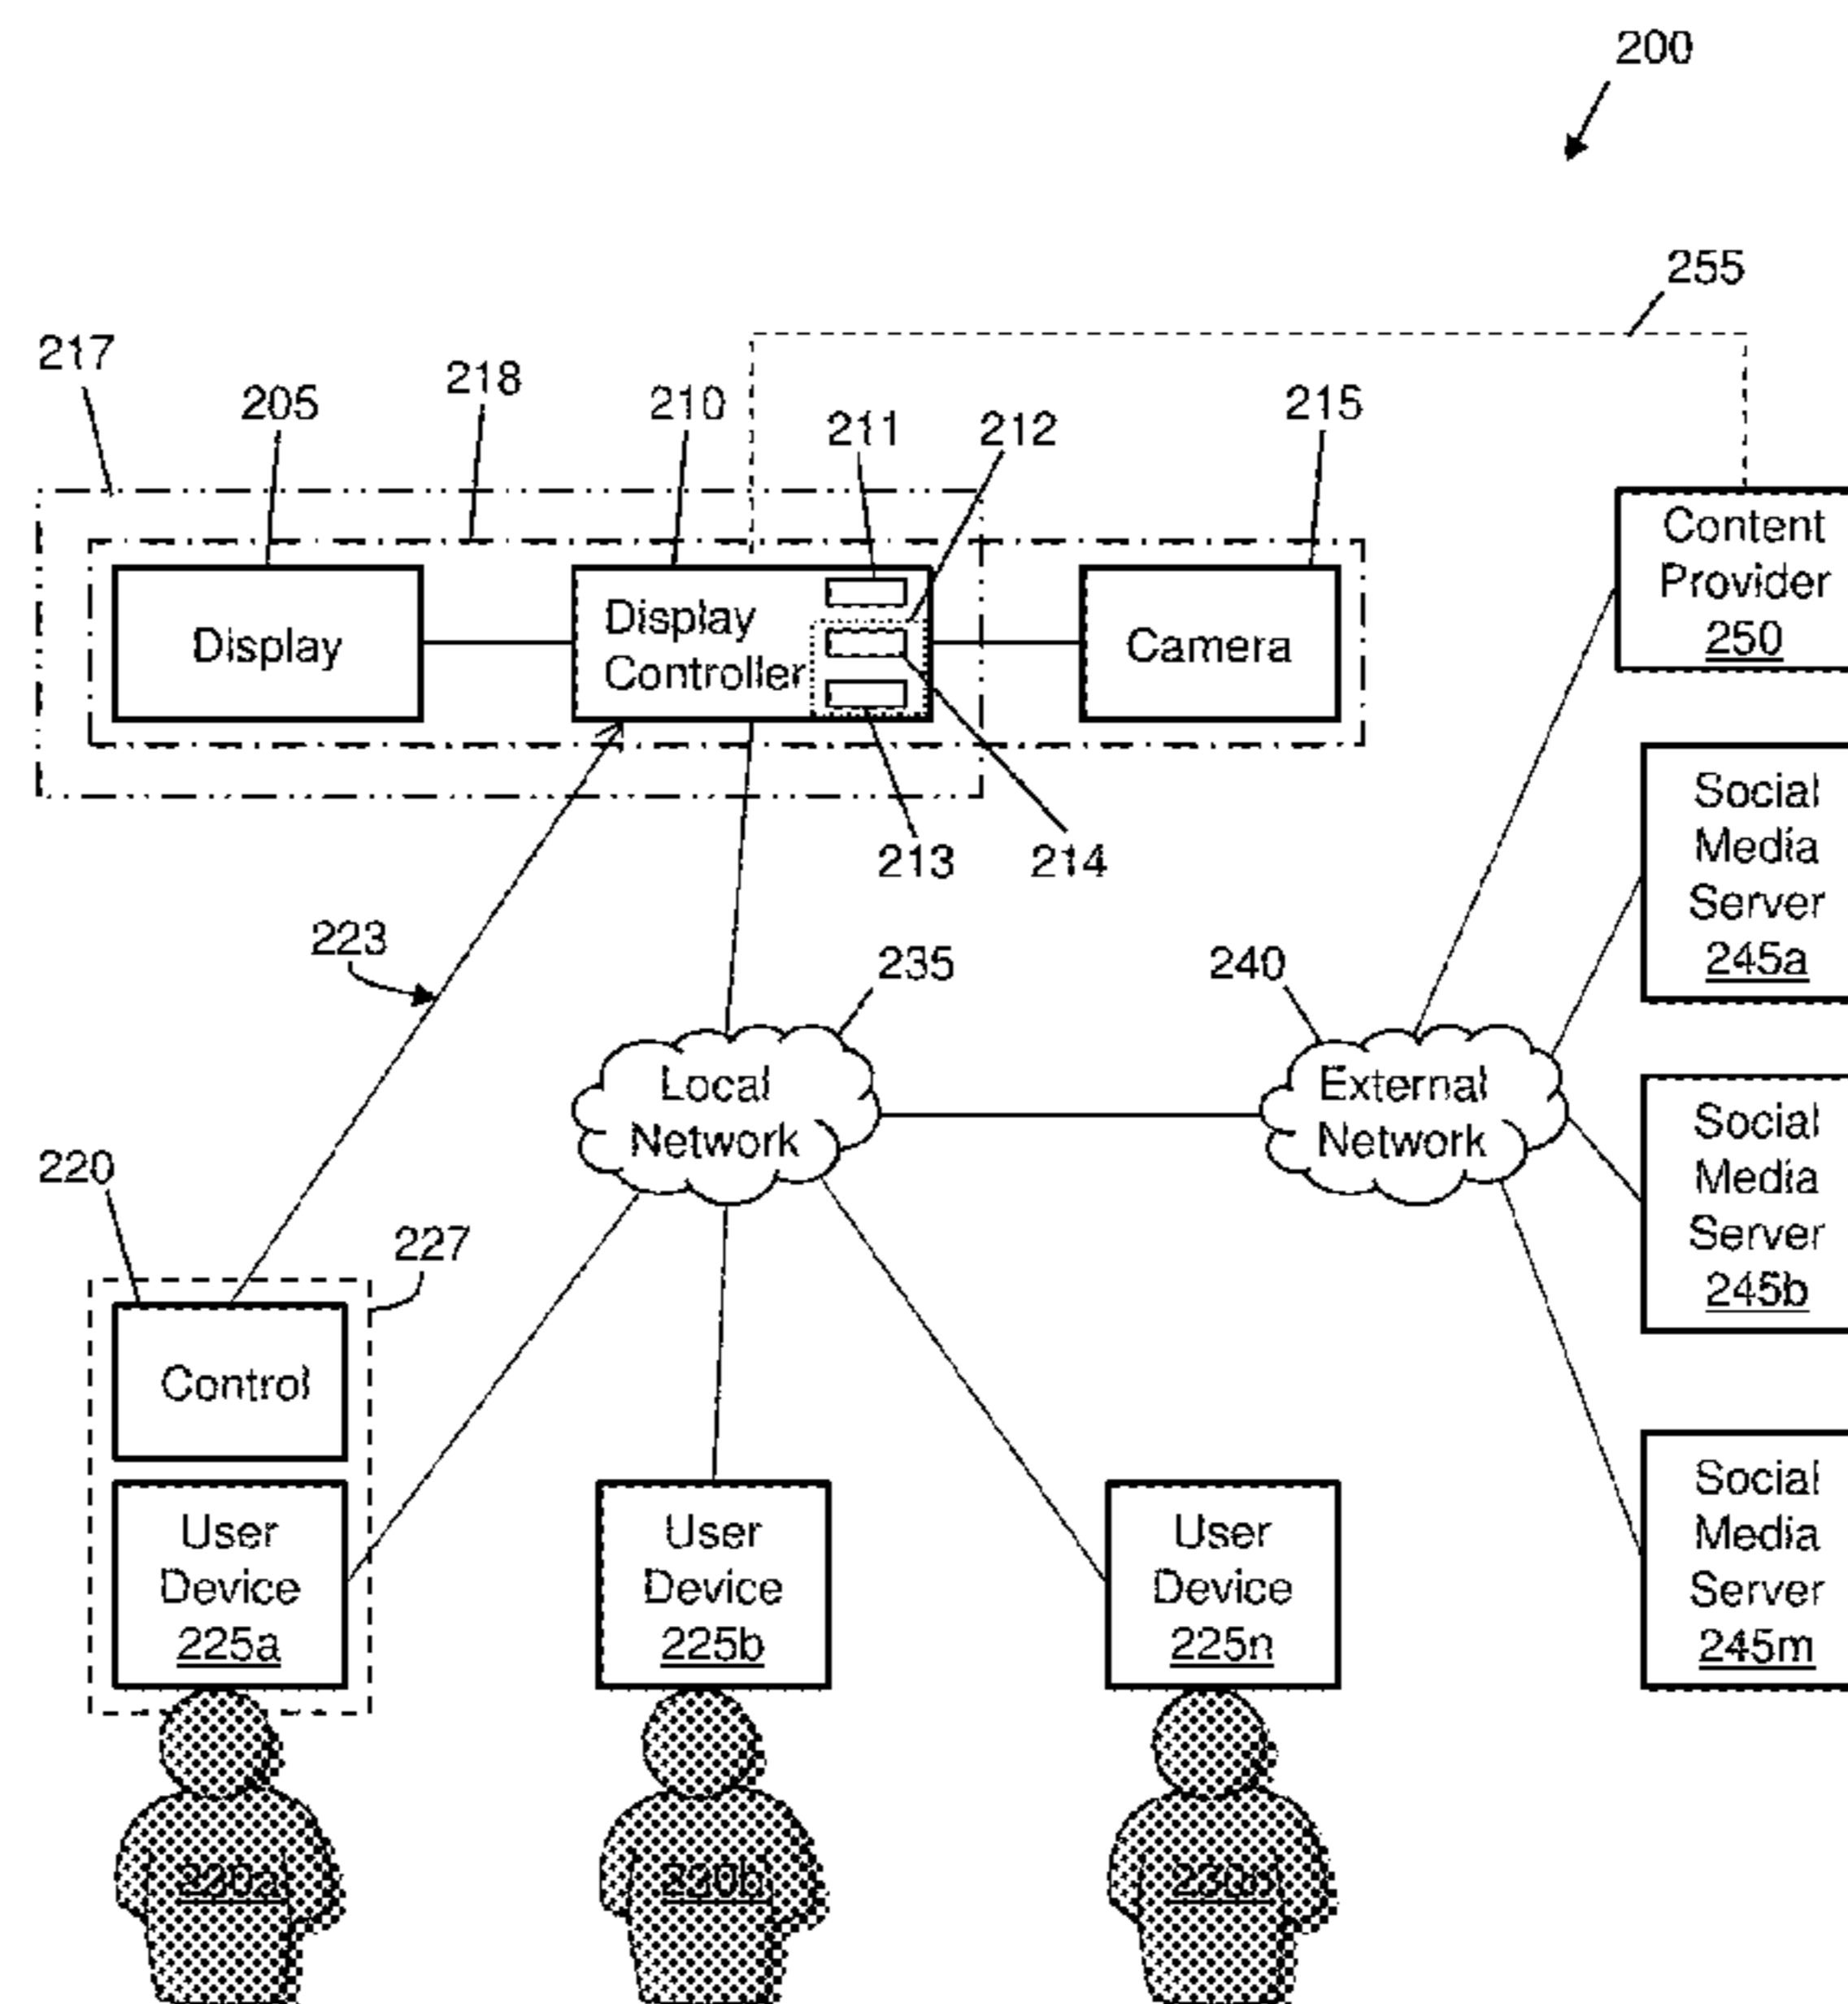 200
255
217
218
205
210
211
212
215
Display
Display
Controller
Camera
Content
Provider
250
213
214
Social
Media
Server
245a
223
235
240
Local
Network
External
Network
Social
Media
Server
245b
220
227
Control
User
Device
225a
User
Device
225b
User
Device
225n
Social
Media
Server
245m